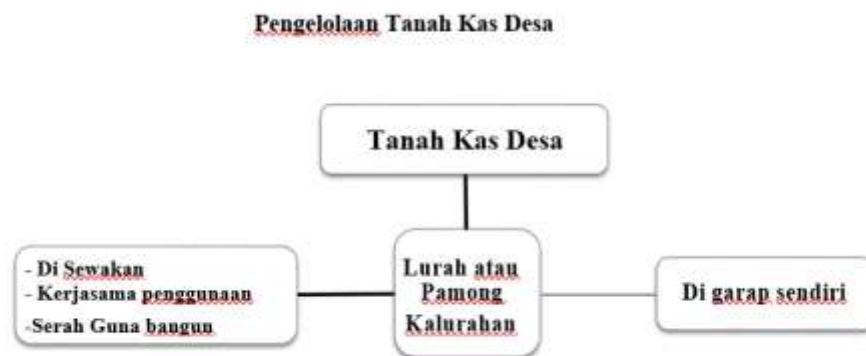 Pengelolaan Tanah Kas Desa
Tanah Kas Desa
- Di Sewakan
- Kerjasama penggunaan
-Serah Guna bangun
Lurah atau
Pamong
Kalurahan
Di garap sendiri